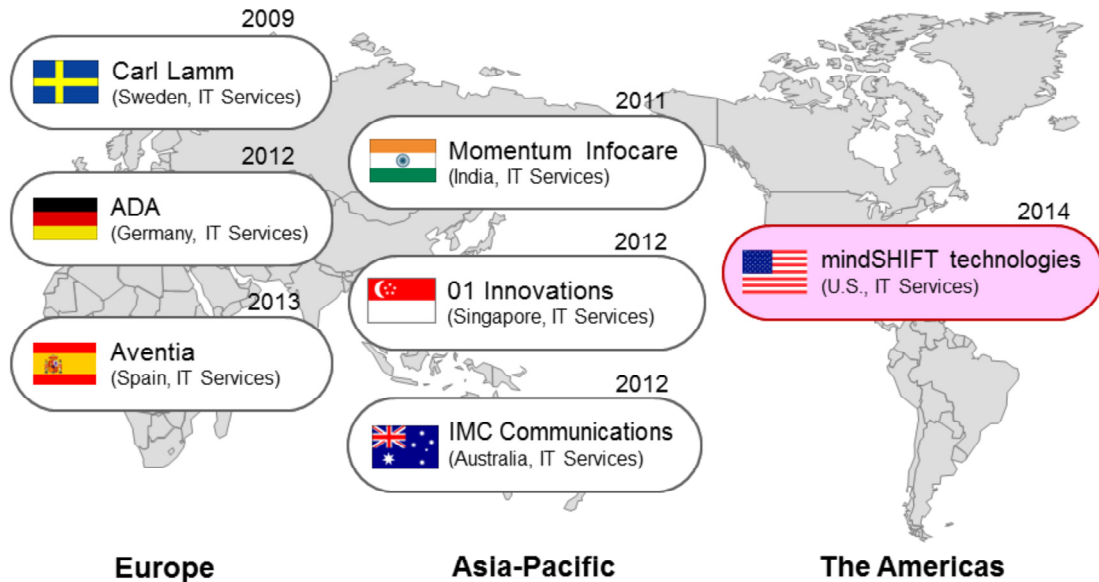 2009
Carl Lamm
(Sweden, IT Services)
2012
ADA
(Germany, IT Services)
2013
Aventia
(Spain, IT Services)
Europe
2011
Momentum Infocare
(India, IT Services)
2012
01 Innovations
(Singapore, IT Services)
2012
IMC Communications
(Australia, IT Services)
Asia-Pacific
2014
mindSHIFT technologies
(U.S., IT Services)
The Americas